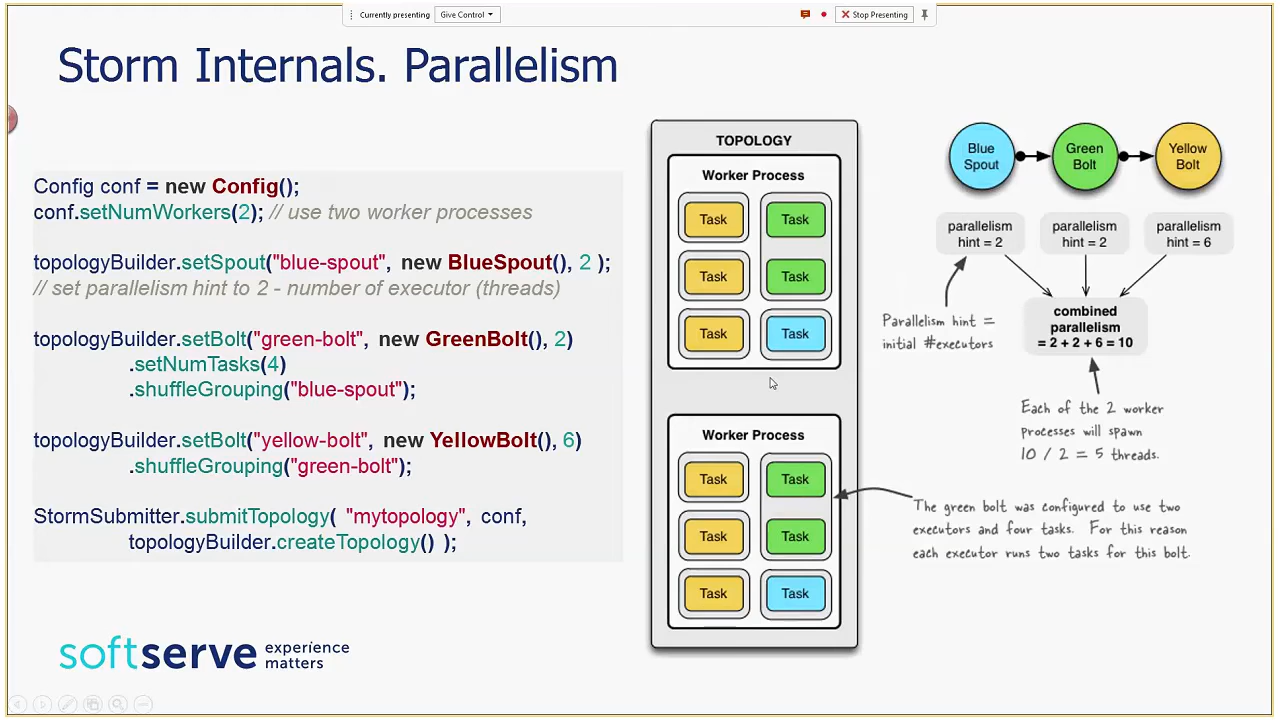 Currently presenting
Give Control
Stop Presenting
Storm Internals. Parallelism
Config conf = new Config();
conf.setNumWorkers(2); // use two worker processes
topologyBuilder.setSpout("blue-spout", new BlueSpout(), 2 );
// set parallelism hint to 2 - number of executor (threads)
topologyBuilder.setBolt("green-bolt", new GreenBolt(), 2)
.setNumTasks(4)
.shuffleGrouping("blue-spout");
topologyBuilder.setBolt("yellow-bolt", new YellowBolt(), 6)
.shuffleGrouping("green-bolt");
StormSubmitter.submitTopology( "mytopology", conf,
topologyBuilder.createTopology() );
TOPOLOGY
Worker Process
Task Task
Task Task
Task Task
Worker Process
Task Task
Task Task
Task Task
Blue
Spout
Green
Bolt
Yellow
Bolt
parallelism
hint = 2
parallelism
hint = 2
parallelism
hint = 6
Parallelism hint =
initial #executors
combined
parallelism
= 2 + 2 + 6 = 10
Each of the 2 worker
processes will spawn
10 / 2 = 5 threads.
The green bolt was configured to use two
executors and four tasks. For this reason
each executor runs two tasks for this bolt.
softserve
experience
matters